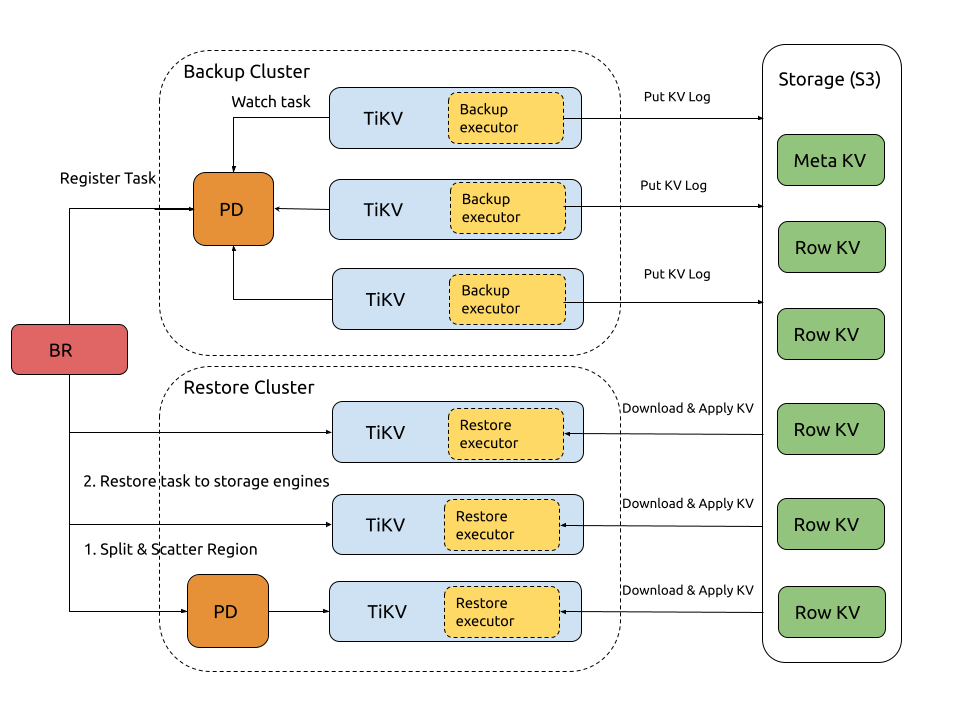 Backup Cluster
Storage (S3)
Watch task
TiKV
Backup
executor
Put KV Log
Meta KV
Register Task
PD
TiKV
Backup
executor
Put KV Log
Row KV
TiKV
Backup
executor
Put KV Log
Row KV
BR
Restore Cluster
TiKV
Restore
executor
Download & Apply KV
Row KV
2. Restore task to storage engines
TiKV
Restore
executor
Download & Apply KV
Row KV
1. Split & Scatter Region
PD
TiKV
Restore
executor
Download & Apply KV
Row KV